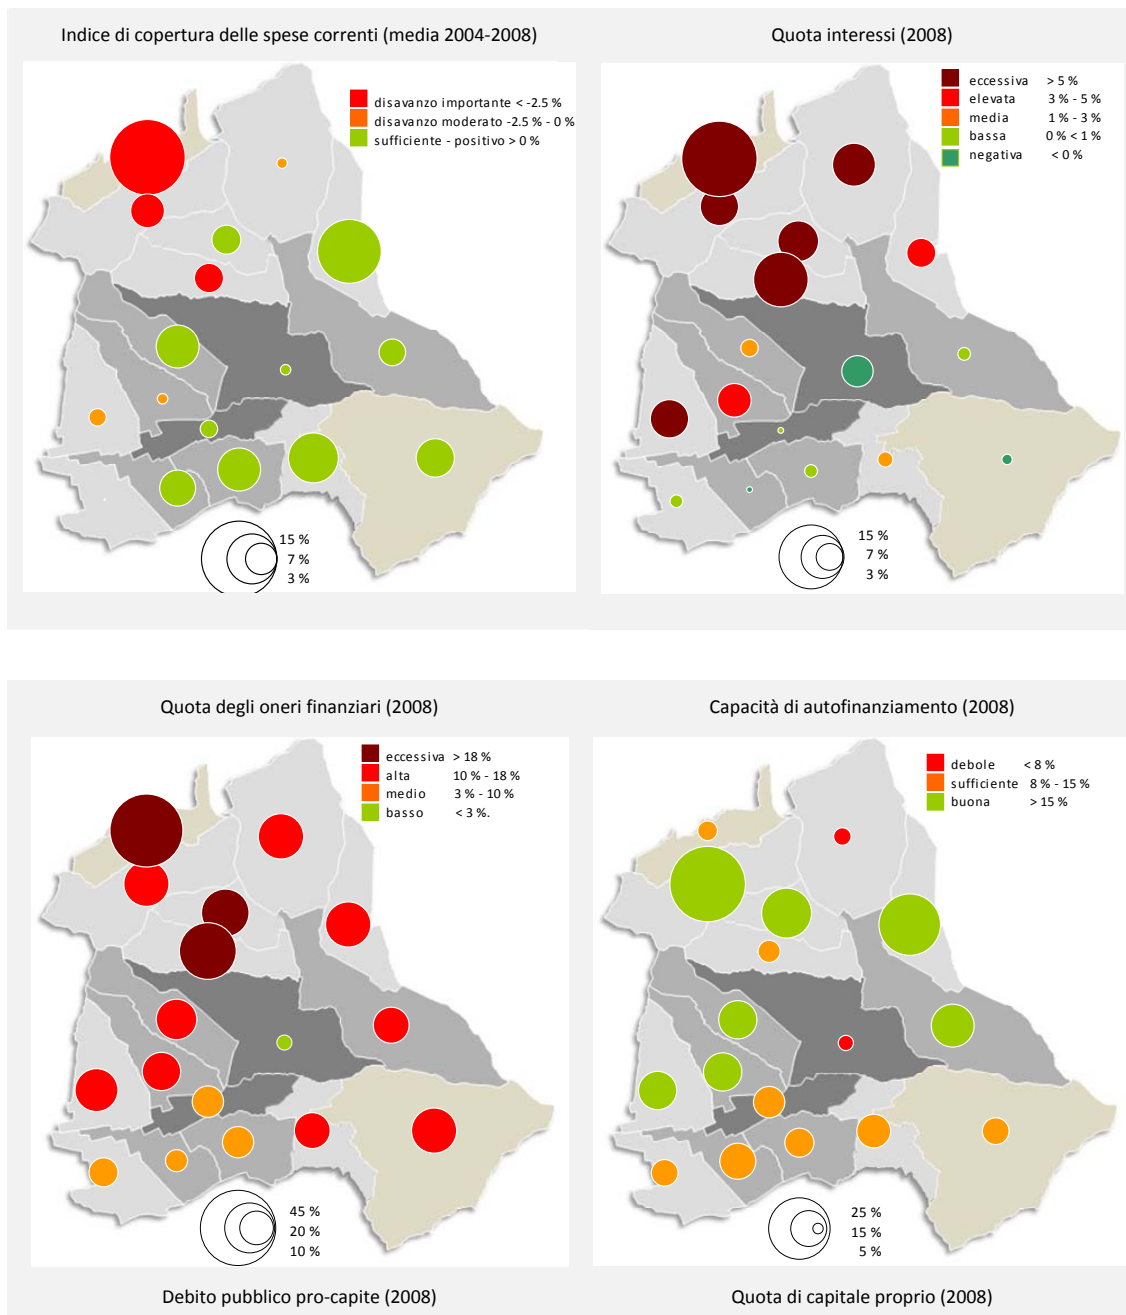 Indice di copertura delle spese correnti (media 2004-2008)
disavanzo importante < -2.5 %
disavanzo moderato -2.5 % - 0 %
sufficiente - positivo > 0 %
15 %
7 %
3 %
Quota interessi (2008)
eccessiva > 5 %
elevata 3 % - 5 %
media 1 % - 3 %
bassa 0 % < 1 %
negativa < 0 %
15 %
7 %
3 %
Quota degli oneri finanziari (2008)
eccessiva > 18 %
alta 10 % - 18 %
medio 3 % - 10 %
basso < 3 %.
45 %
20 %
10 %
Capacità di autofinanziamento (2008)
debole < 8 %
sufficiente 8 % - 15 %
buona > 15 %
25 %
15 %
5 %
Debito pubblico pro-capite (2008)
Quota di capitale proprio (2008)